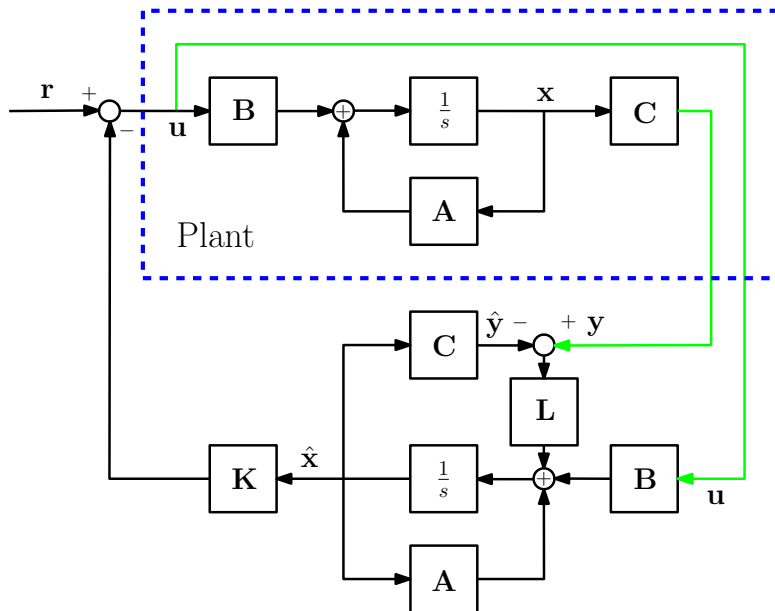 r
+
−
u
B
+
1/s
x
C
A
Plant
C
ŷ
−
+
y
L
K
x̂
1/s
+
B
u
A